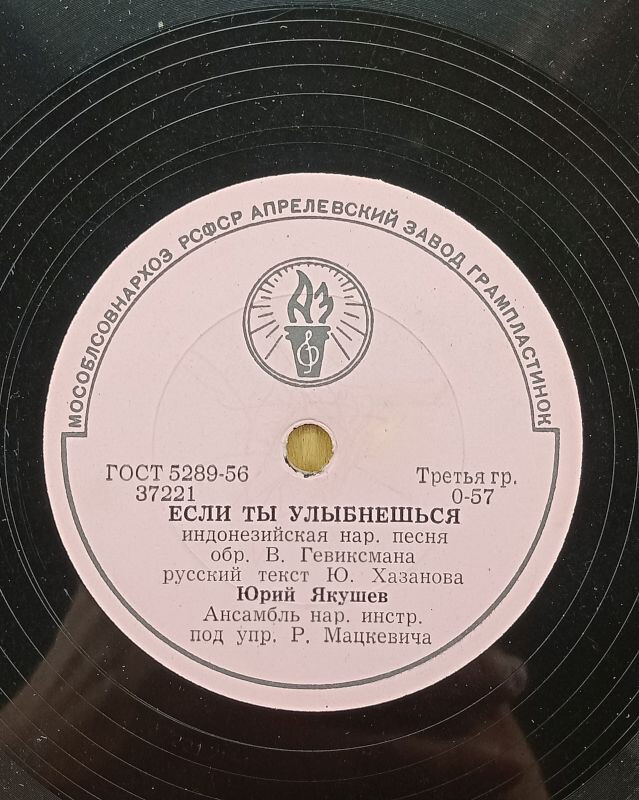 МОСОБЛСОВНАРХОЗ РСФСР АПРЕЛЕВСКИЙ ЗАВОД ГРАМПЛАСТИНОК
АЗ
ГОСТ 5289-56
37221
Третья гр.
0-57
ЕСЛИ ТЫ УЛЫБНЕШЬСЯ
индонезийская нар. песня
обр. В. Гевиксмана
русский текст Ю. Хазанова
Юрий Якушев
Ансамбль нар. инстр.
под упр. Р. Мацкевича